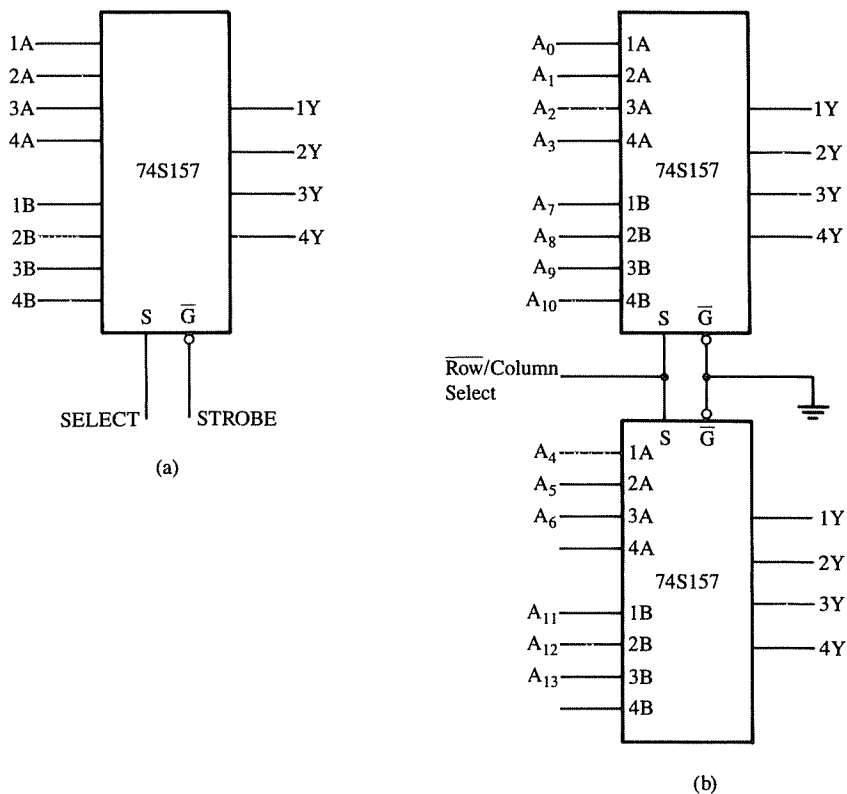 1A
2A
3A
4A
1B
2B
3B
4B
74S157
1Y
2Y
3Y
4Y
S G̅
SELECT STROBE
(a)
A₀ 1A
A₁ 2A
A₂ 3A
A₃ 4A
A₇ 1B
A₈ 2B
A₉ 3B
A₁₀ 4B
74S157
1Y
2Y
3Y
4Y
S G̅
R̅o̅w̅/Column
Select
S G̅
A₄ 1A
A₅ 2A
A₆ 3A
4A
A₁₁ 1B
A₁₂ 2B
A₁₃ 3B
4B
74S157
1Y
2Y
3Y
4Y
(b)